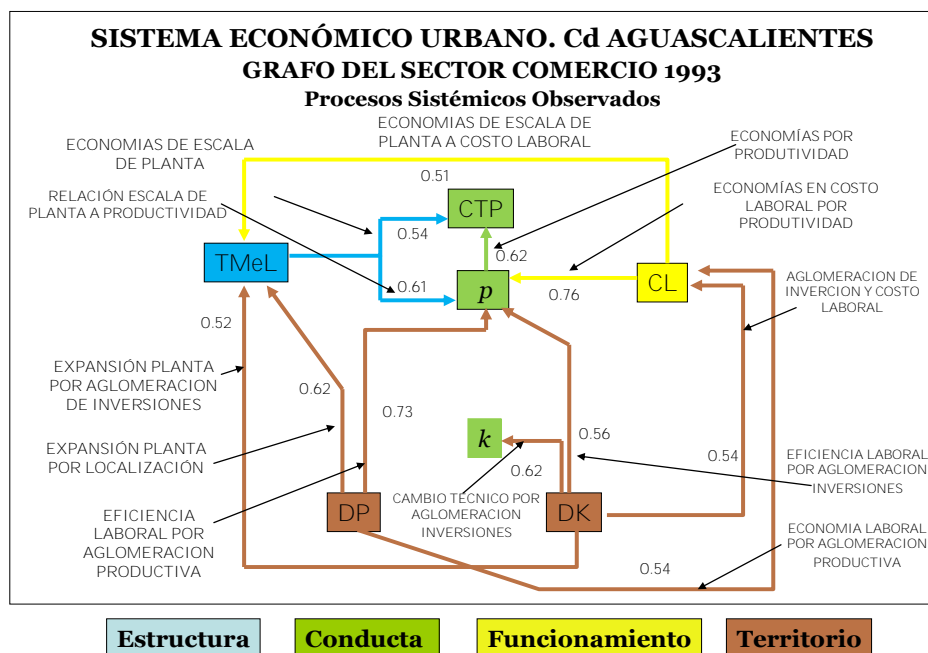 SISTEMA ECONÓMICO URBANO. Cd AGUASCALIENTES
GRAFO DEL SECTOR COMERCIO 1993
Procesos Sistémicos Observados
ECONOMIAS DE ESCALA
DE PLANTA
ECONOMIAS DE ESCALA DE
PLANTA A COSTO LABORAL
ECONOMÍAS POR
PRODUTIVIDAD
RELACIÓN ESCALA DE
PLANTA A PRODUCTIVIDAD
0.51
CTP
ECONOMÍAS EN COSTO
LABORAL POR
PRODUTIVIDAD
0.54
0.62
TMeL
0.61
p
0.76
CL
AGLOMERACION DE
INVERCION Y COSTO
LABORAL
0.52
EXPANSIÓN PLANTA
POR AGLOMERACION
DE INVERSIONES
0.62
0.73
k
0.56
0.62
0.54
EXPANSIÓN PLANTA
POR LOCALIZACIÓN
EFICIENCIA LABORAL
POR AGLOMERACION
INVERSIONES
CAMBIO TECNICO POR
AGLOMERACION
INVERSIONES
DP
DK
EFICIENCIA
LABORAL POR
AGLOMERACION
PRODUCTIVA
ECONOMIA LABORAL
POR AGLOMERACION
PRODUCTIVA
0.54
Estructura
Conducta
Funcionamiento
Territorio